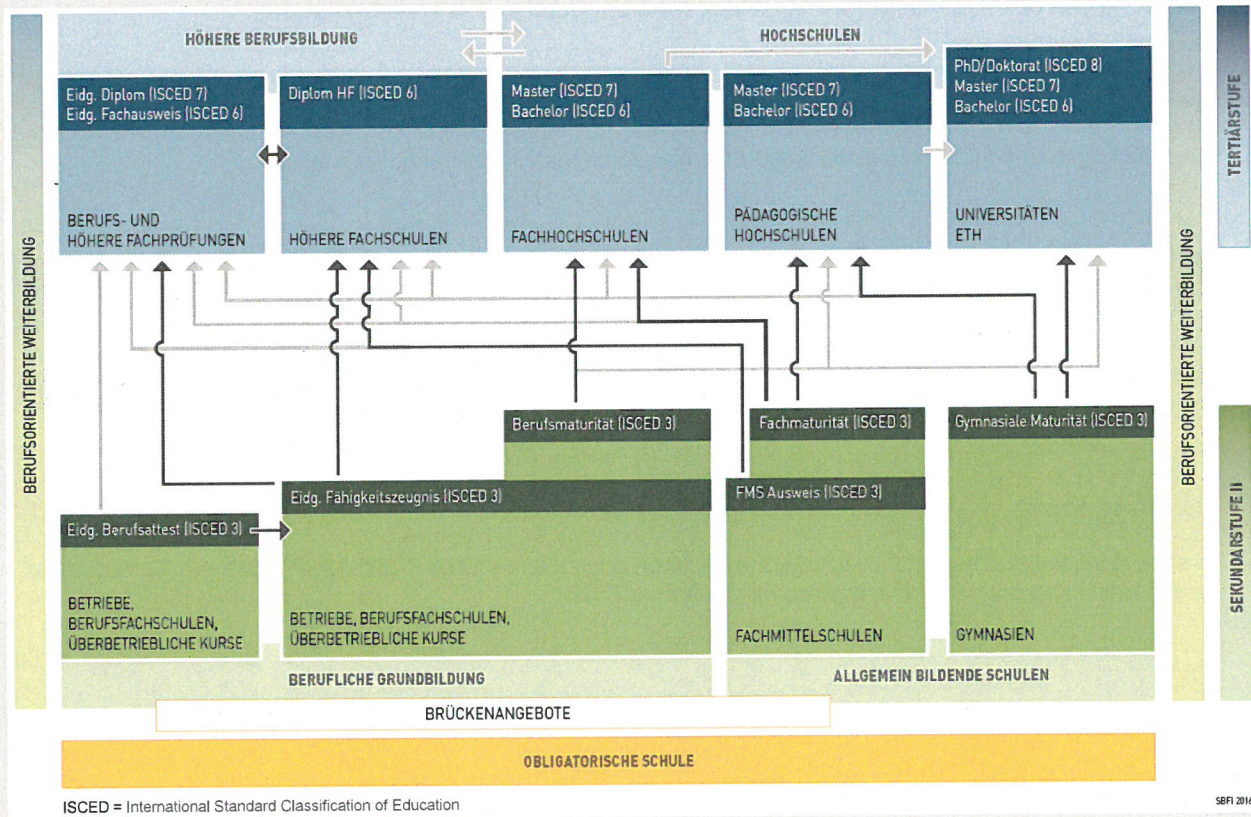 HÖHERE BERUFSBILDUNG
HOCHSCHULEN
Eidg. Diplom (ISCED 7)
Eidg. Fachausweis (ISCED 6)
BERUFS- UND
HÖHERE FACHPRÜFUNGEN
Diplom HF (ISCED 6)
HÖHERE FACHSCHULEN
Master (ISCED 7)
Bachelor (ISCED 6)
FACHHOCHSCHULEN
Master (ISCED 7)
Bachelor (ISCED 6)
PÄDAGOGISCHE
HOCHSCHULEN
PhD/Doktorat (ISCED 8)
Master (ISCED 7)
Bachelor (ISCED 6)
UNIVERSITÄTEN
ETH
BERUFSORIENTIERTE WEITERBILDUNG
BERUFSORIENTIERTE WEITERBILDUNG
TERTIÄRSTUFE
SEKUNDARSTUFE II
Berufsmaturität (ISCED 3)
Fachmaturität (ISCED 3)
Gymnasiale Maturität (ISCED 3)
Eidg. Fähigkeitszeugnis (ISCED 3)
FMS Ausweis (ISCED 3)
Eidg. Berufsattest (ISCED 3)
BETRIEBE,
BERUFSFACHSCHULEN,
ÜBERBETRIEBLICHE KURSE
BETRIEBE, BERUFSFACHSCHULEN,
ÜBERBETRIEBLICHE KURSE
FACHMITTELSCHULEN
GYMNASIEN
BERUFLICHE GRUNDBILDUNG
ALLGEMEIN BILDENDE SCHULEN
BRÜCKENANGEBOTE
OBLIGATORISCHE SCHULE
ISCED = International Standard Classification of Education
SBFI 2016